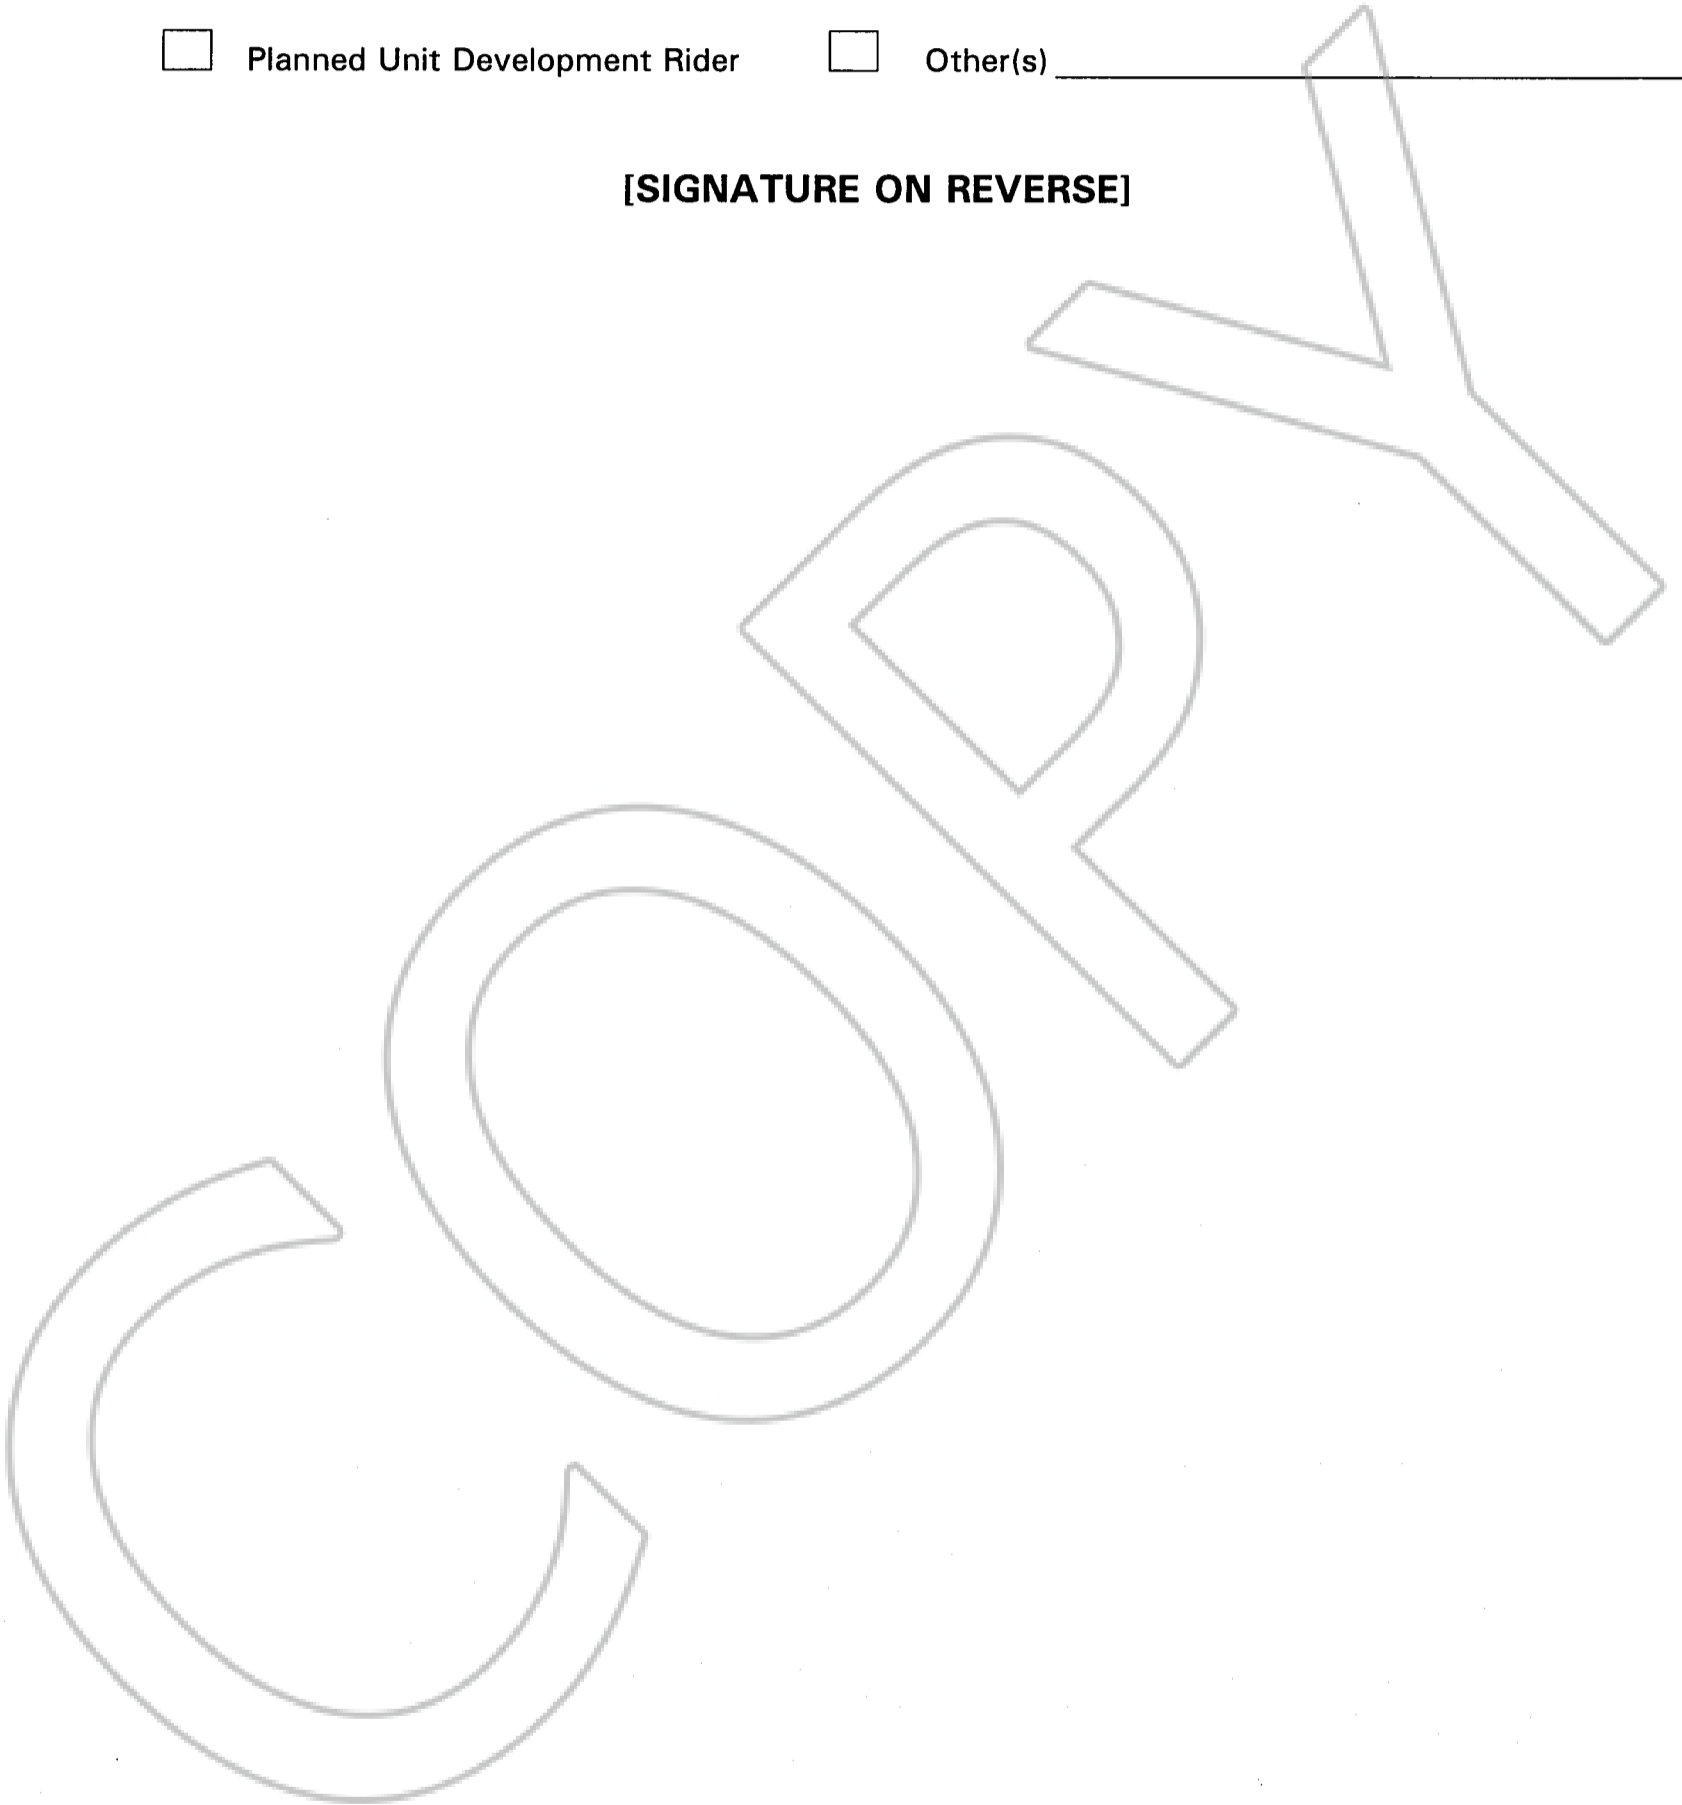 Planned Unit Development Rider Other(s)
[SIGNATURE ON REVERSE]
COPY